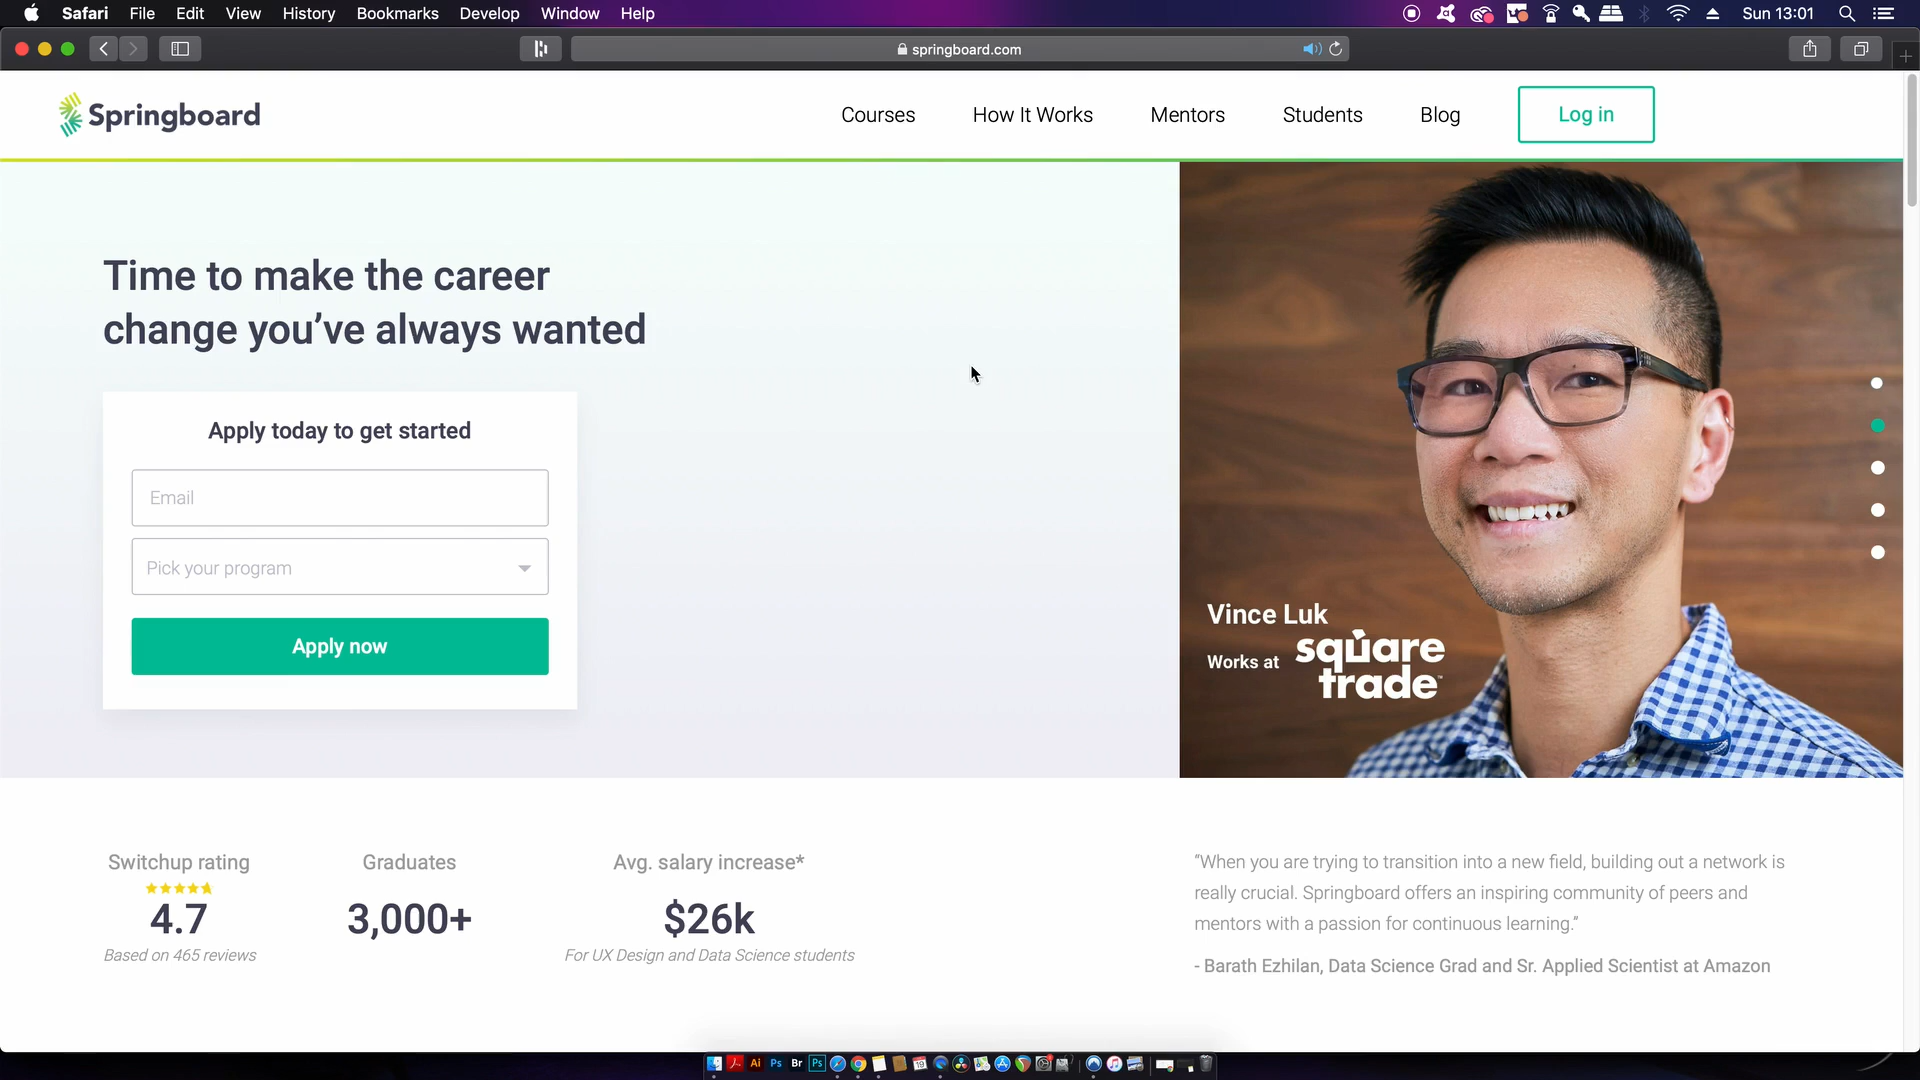 Safari File Edit View History Bookmarks Develop Window Help
Sun 13:01
springboard.com
Springboard
Courses How It Works Mentors Students Blog Log in
Time to make the career
change you’ve always wanted
Apply today to get started
Email
Pick your program
Apply now
Vince Luk
Works at square trade
Switchup rating
4.7
Based on 465 reviews
Graduates
3,000+
Avg. salary increase*
$26k
For UX Design and Data Science students
“When you are trying to transition into a new field, building out a network is
really crucial. Springboard offers an inspiring community of peers and
mentors with a passion for continuous learning.”
- Barath Ezhilan, Data Science Grad and Sr. Applied Scientist at Amazon
Ai Ps Br Ps